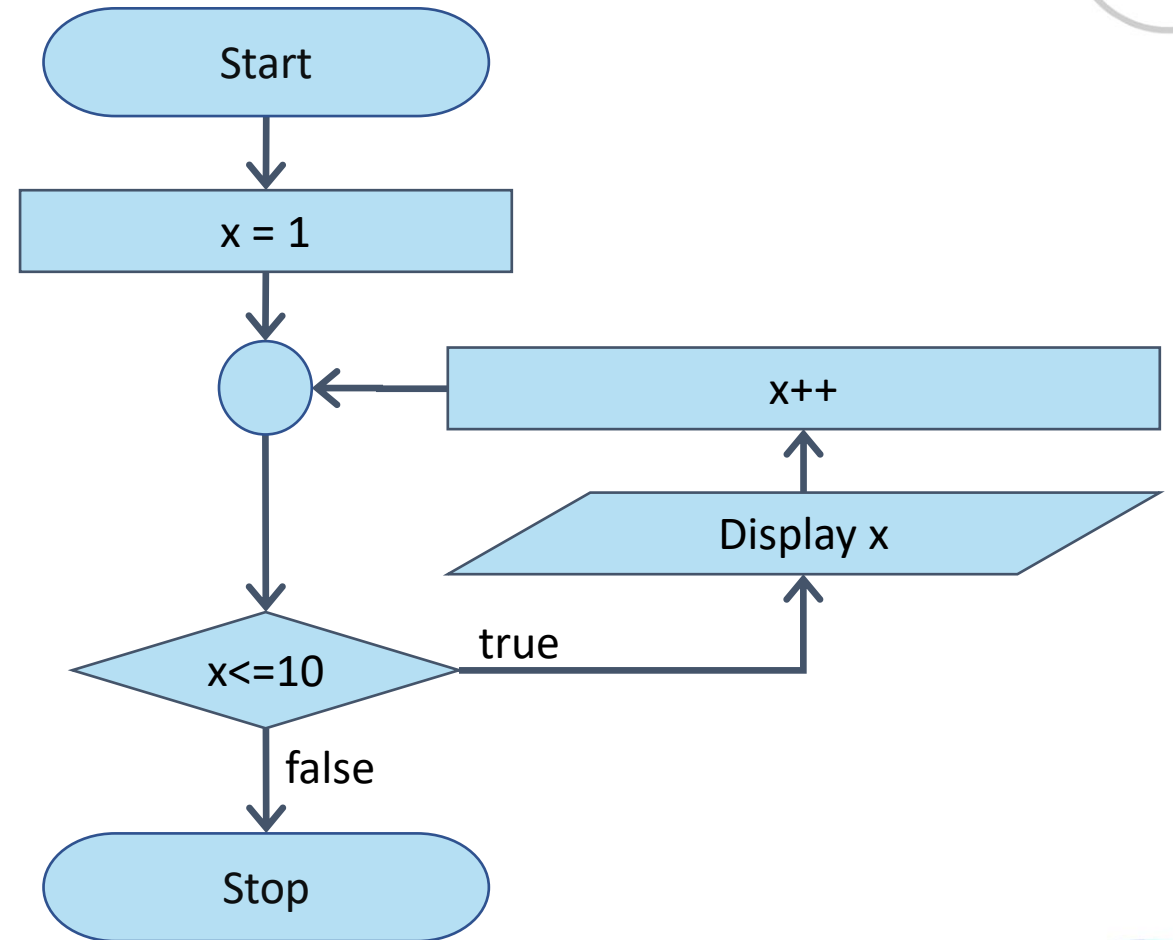 Start
x = 1
x++
Display x
true
x<=10
false
Stop